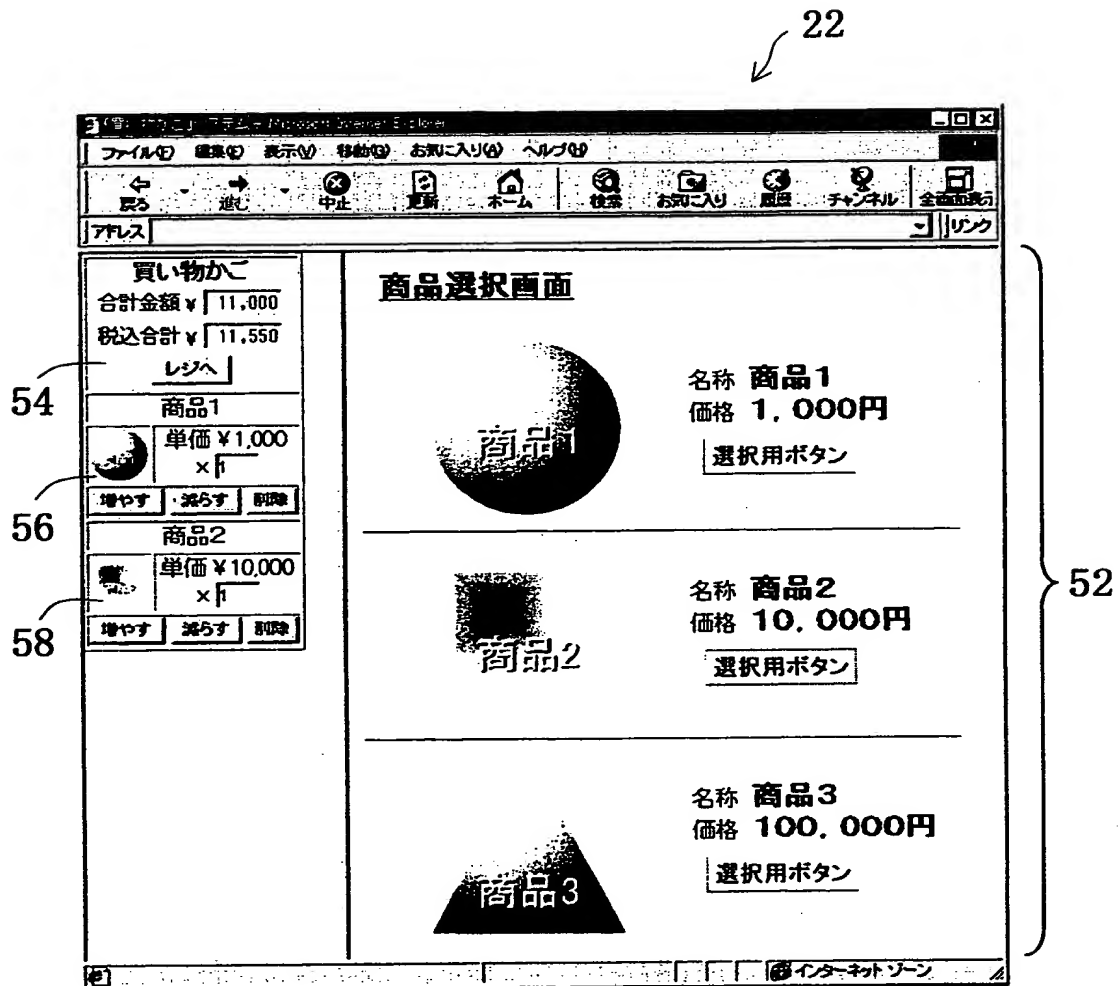 22
ファイル(F) 編集(E) 表示(V) 移動(G) お気に入り(A) ヘルプ(H)
戻る 進む 中止 更新 ホーム 検索 お気に入り 履歴 チャンネル 全画面表示
アドレス リンク
買い物かご
合計金額 ¥ 11,000
税込合計 ¥ 11,550
レジへ
54
商品1
単価 ¥1,000
× 1
増やす 減らす 削除
56
商品2
単価 ¥10,000
× 1
増やす 減らす 削除
58
商品選択画面
商品1
名称 商品1
価格 1,000円
選択用ボタン
商品2
名称 商品2
価格 10,000円
選択用ボタン
商品3
名称 商品3
価格 100,000円
選択用ボタン
52
インターネット ゾーン